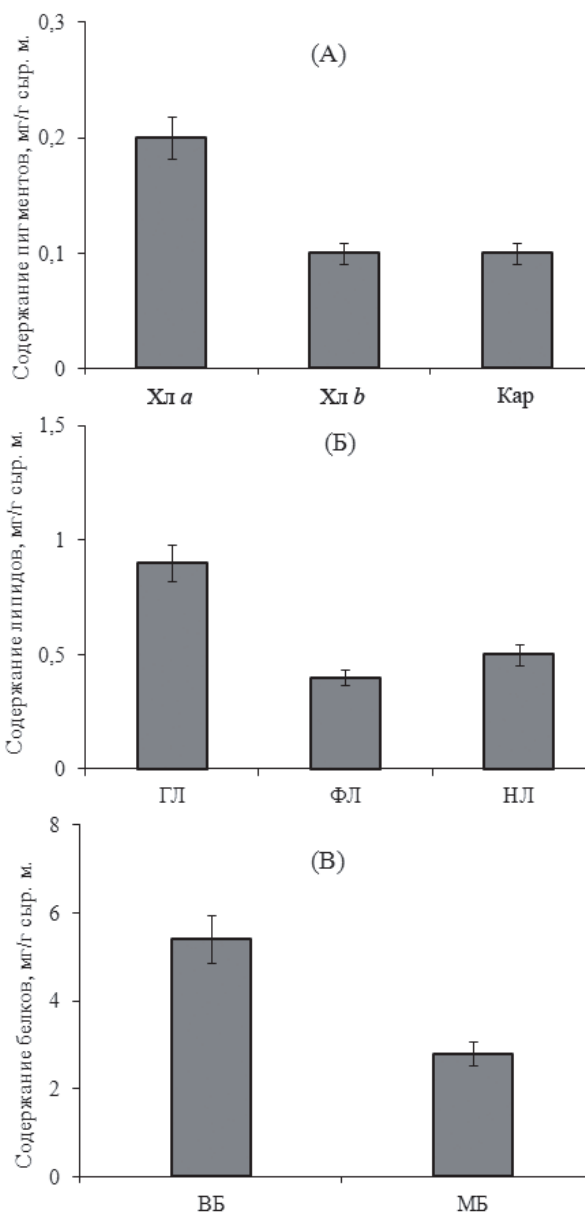 Содержание пигментов, мг/г сыр. м.
0,3
0,2
0,1
0
(А)
Хл a
Хл b
Кар
Содержание липидов, мг/г сыр. м.
1,5
1
0,5
0
(Б)
ГЛ
ФЛ
НЛ
Содержание белков, мг/г сыр. м.
8
6
4
2
0
(В)
ВБ
МБ